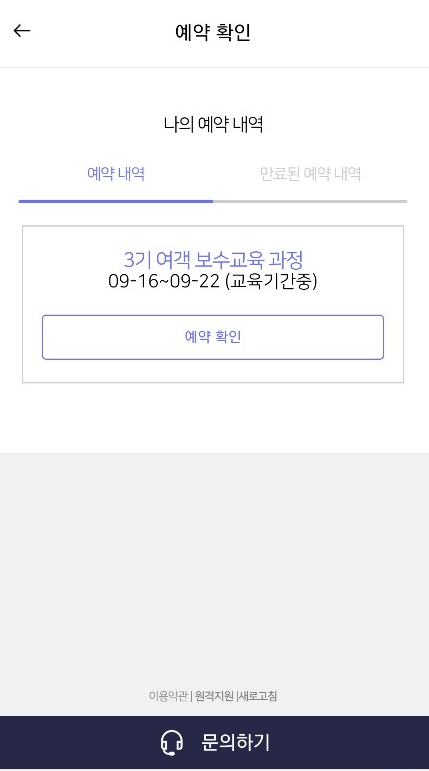 예약 확인
나의 예약 내역
예약 내역 만료된 예약 내역
3기 여객 보수교육 과정
09-16~09-22 (교육기간중)
예약 확인
이용약관 | 원격지원 |새로고침
문의하기